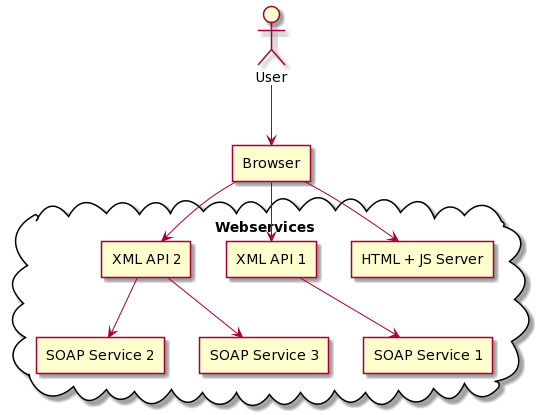 User
Browser
Webservices
XML API 2
XML API 1
HTML + JS Server
SOAP Service 2
SOAP Service 3
SOAP Service 1